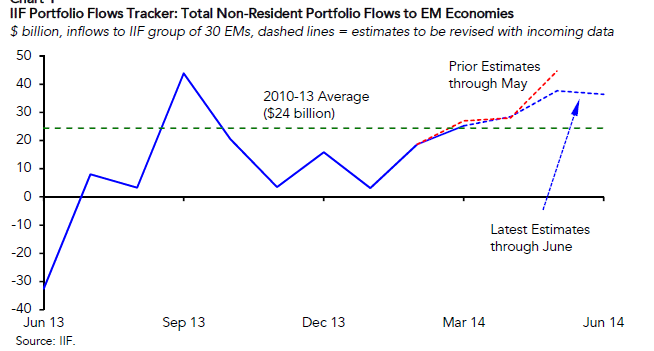 IIF Portfolio Flows Tracker: Total Non-Resident Portfolio Flows to EM Economies
$ billion, inflows to IIF group of 30 EMs, dashed lines = estimates to be revised with incoming data
50
40
30
20
10
0
-10
-20
-30
-40
Prior Estimates
through May
2010-13 Average
($24 billion)
Latest Estimates
through June
Jun 13
Sep 13
Dec 13
Mar 14
Jun 14
Source: IIF.